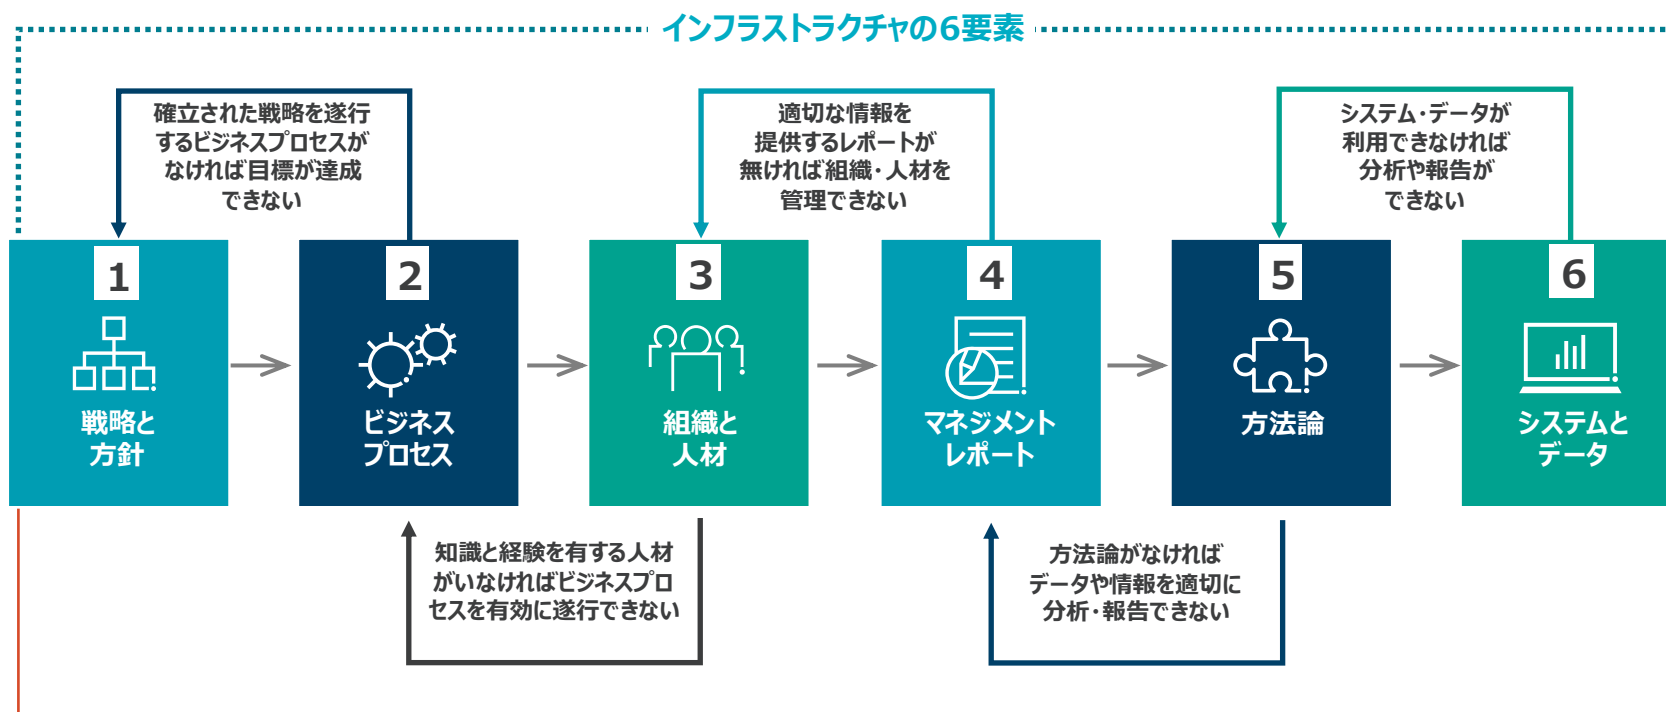 インフラストラクチャの6要素
確立された戦略を遂行
するビジネスプロセスが
なければ目標が達成
できない
適切な情報を
提供するレポートが
無ければ組織・人材を
管理できない
システム・データが
利用できなければ
分析や報告が
できない
1
戦略と
方針
2
ビジネス
プロセス
3
組織と
人材
4
マネジメント
レポート
5
方法論
6
システムと
データ
知識と経験を有する人材
がいなければビジネスプロ
セスを有効に遂行できない
方法論がなければ
データや情報を適切に
分析・報告できない